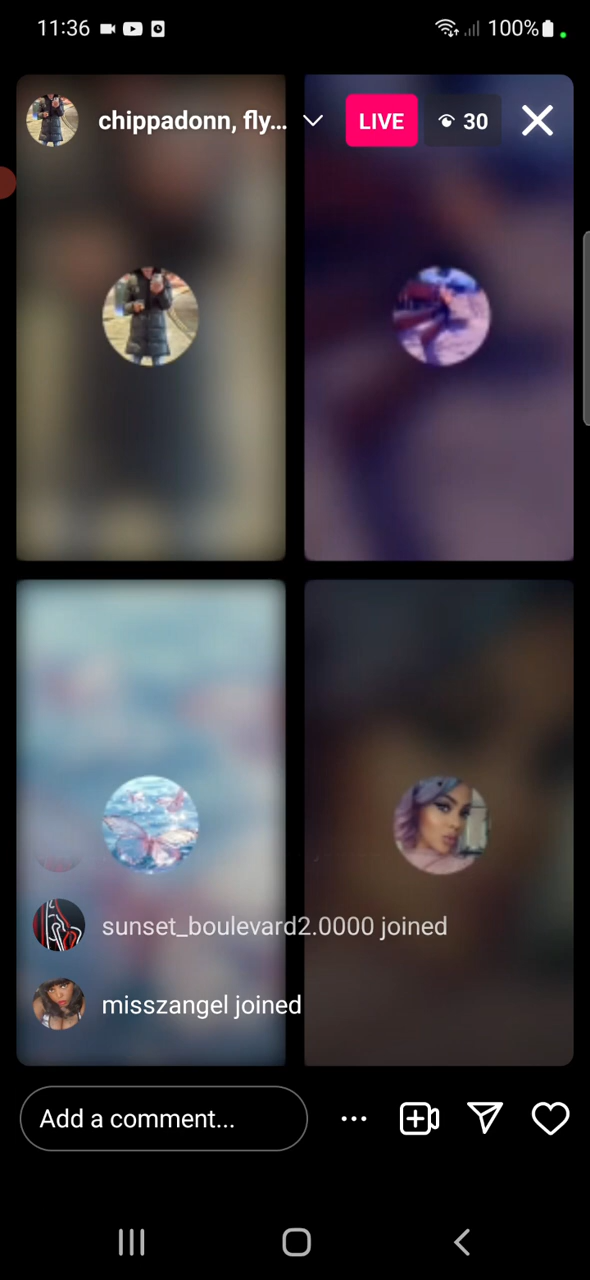 11:36
100%
chippadonn, fly...
LIVE
30
sunset_boulevard2.0000 joined
misszangel joined
Add a comment...